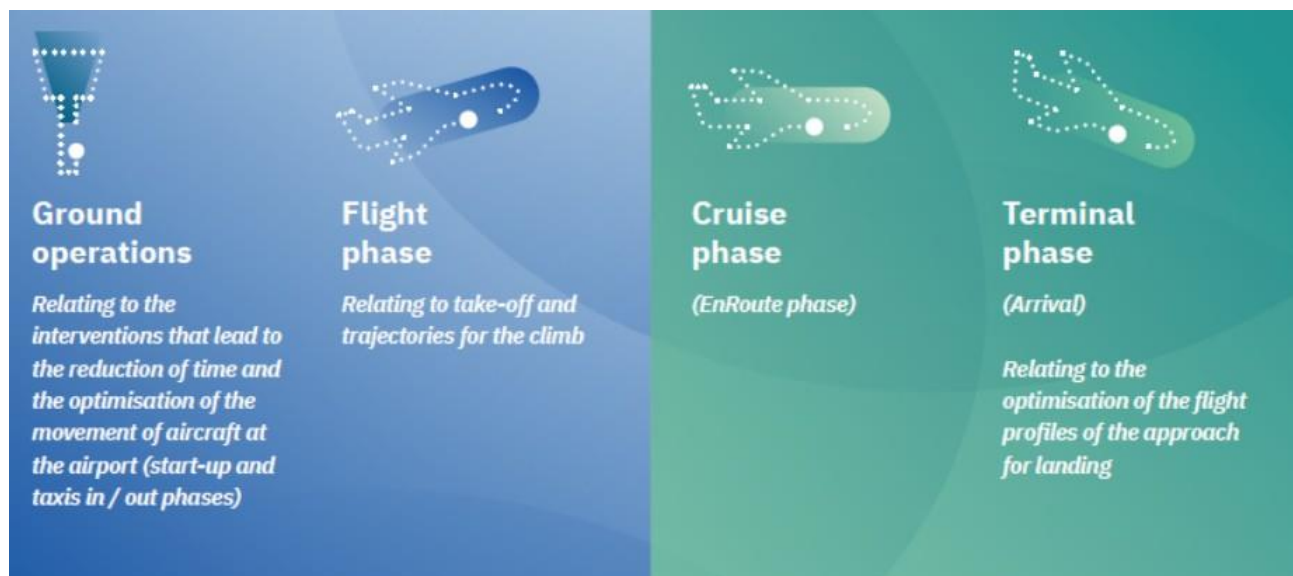 Ground
operations
Relating to the
interventions that lead to
the reduction of time and
the optimisation of the
movement of aircraft at
the airport (start-up and
taxis in / out phases)
Flight
phase
Relating to take-off and
trajectories for the climb
Cruise
phase
(EnRoute phase)
Terminal
phase
(Arrival)
Relating to the
optimisation of the flight
profiles of the approach
for landing